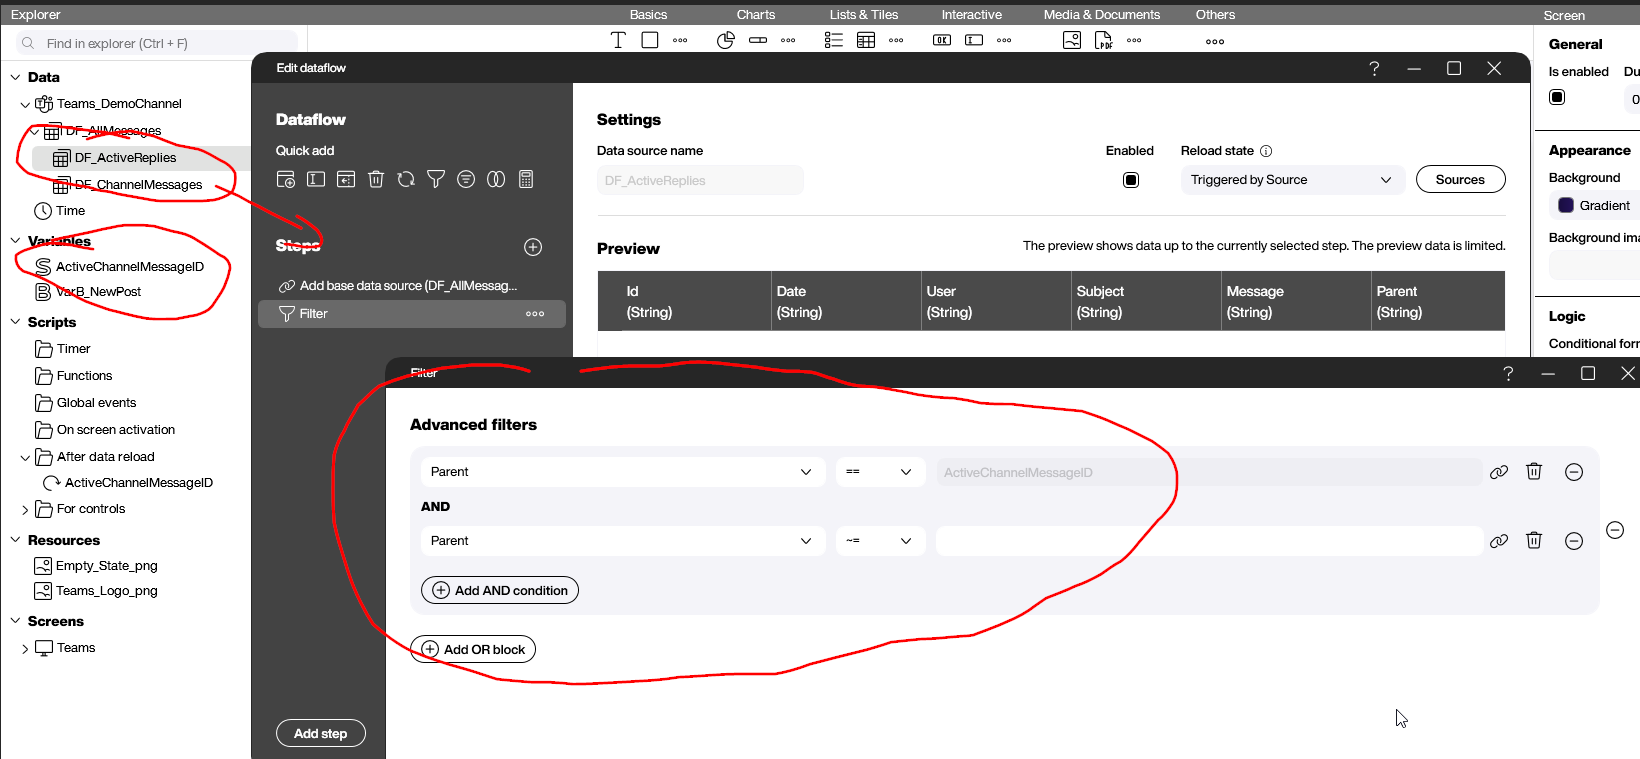 Explorer
Basics
Charts
Lists & Tiles
Interactive
Media & Documents
Others
Screen
Find in explorer (Ctrl + F)
OK
PDF
Data
Teams_DemoChannel
DF_AllMessages
DF_ActiveReplies
DF_ChannelMessages
Time
Variables
ActiveChannelMessageID
VarB_NewPost
Scripts
Timer
Functions
Global events
On screen activation
After data reload
ActiveChannelMessageID
For controls
Resources
Empty_State_png
Teams_Logo_png
Screens
Teams
Edit dataflow
Dataflow
Quick add
Steps
Add base data source (DF_AllMessag...
Filter
Add step
Settings
Data source name
DF_ActiveReplies
Enabled
Reload state
Triggered by Source
Sources
Preview
The preview shows data up to the currently selected step. The preview data is limited.
Id
(String)
Date
(String)
User
(String)
Subject
(String)
Message
(String)
Parent
(String)
Filter
Advanced filters
Parent
==
ActiveChannelMessageID
AND
Parent
~=
Add AND condition
Add OR block
General
Is enabled
Du
0
Appearance
Background
Gradient
Background ima
Logic
Conditional forn